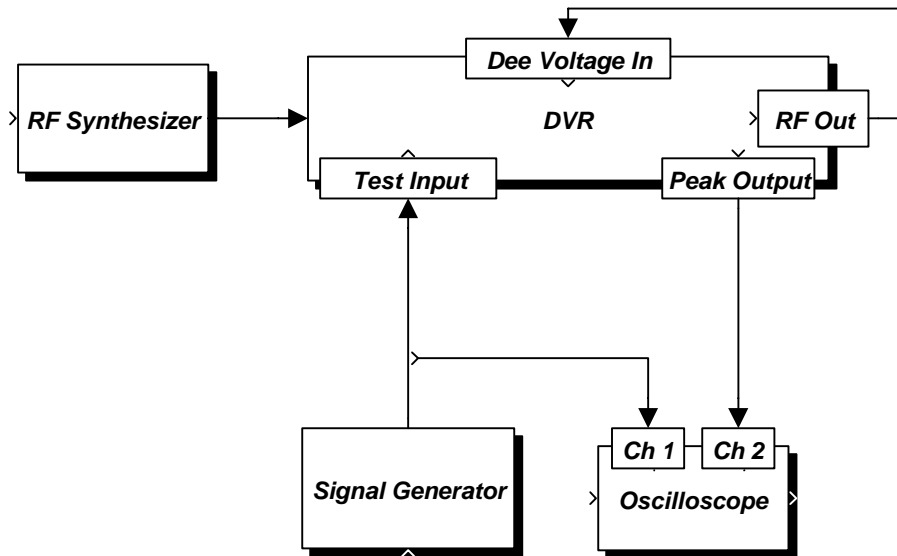 Dee Voltage In
RF Synthesizer
DVR
RF Out
Test Input
Peak Output
Ch 1
Ch 2
Signal Generator
Oscilloscope